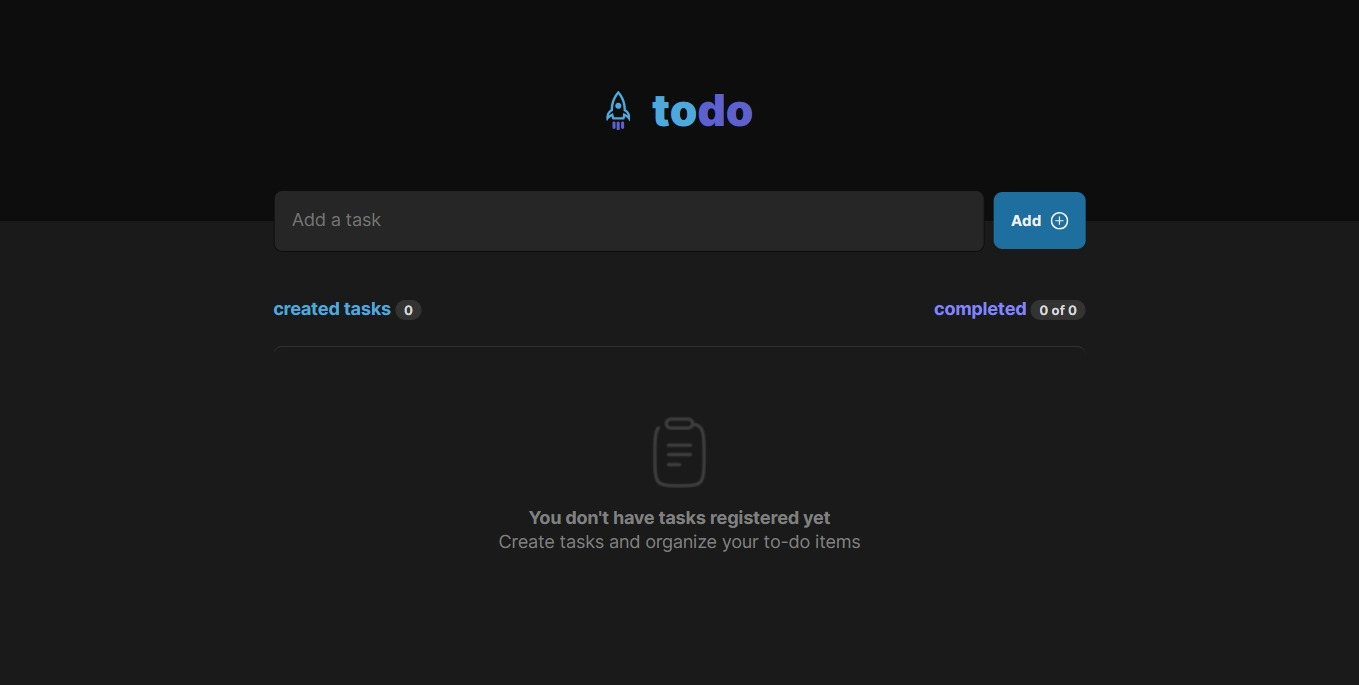 todo
Add a task
Add
created tasks 0
completed 0 of 0
You don't have tasks registered yet
Create tasks and organize your to-do items